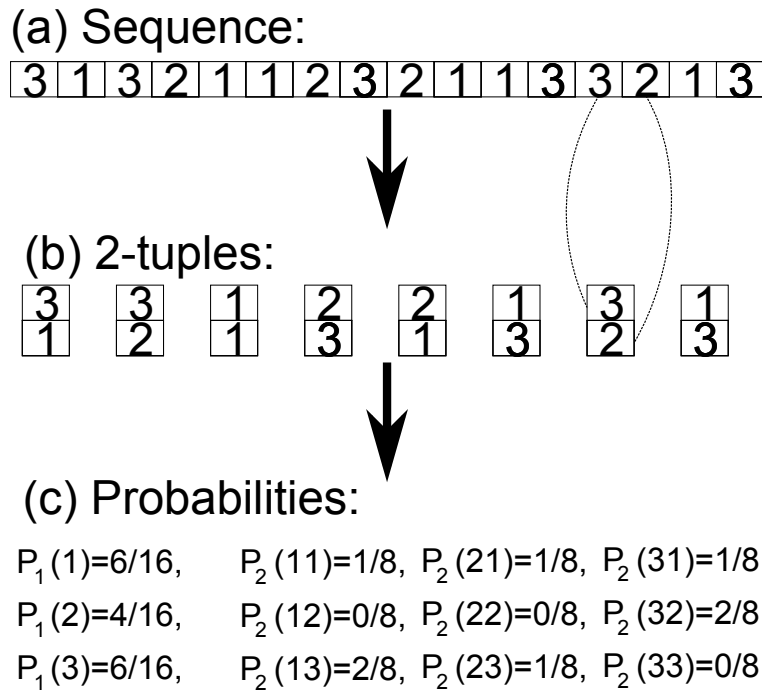 (a) Sequence:
3 1 3 2 1 1 2 3 2 1 1 3 3 2 1 3
(b) 2-tuples:
3 3 1 2 2 1 3 1
1 2 1 3 1 3 2 3
(c) Probabilities:
P1(1)=6/16, P2(11)=1/8, P2(21)=1/8, P2(31)=1/8
P1(2)=4/16, P2(12)=0/8, P2(22)=0/8, P2(32)=2/8
P1(3)=6/16, P2(13)=2/8, P2(23)=1/8, P2(33)=0/8